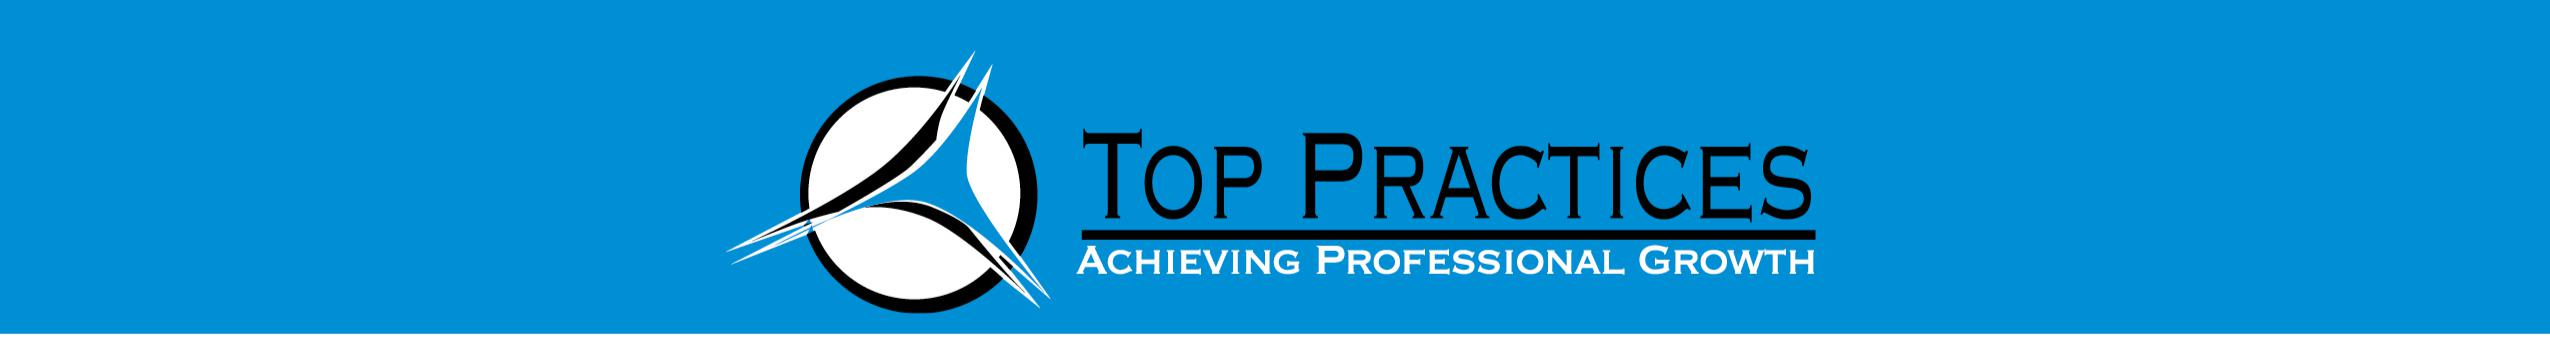 Top Practices
Achieving Professional Growth